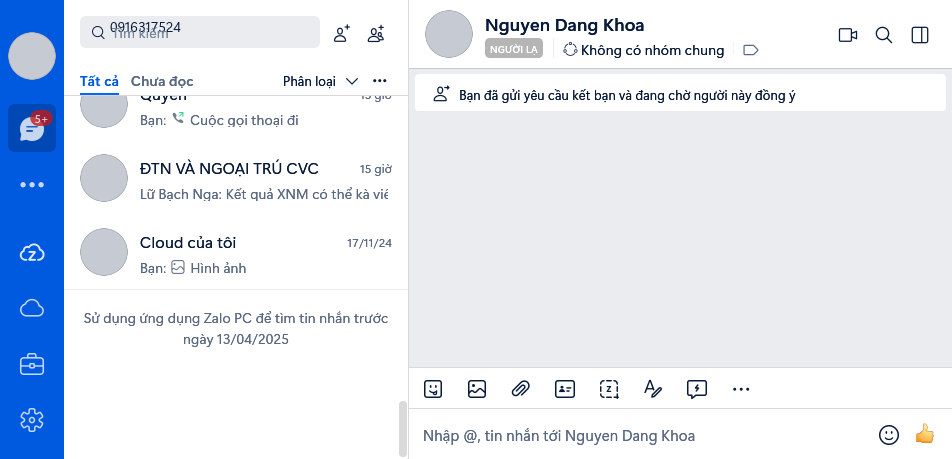 0916317524
Tìm kiếm
Tất cả Chưa đọc Phân loại
5+
Quyên 15 giờ
Bạn: Cuộc gọi thoại đi
ĐTN VÀ NGOẠI TRÚ CVC 15 giờ
Lữ Bạch Nga: Kết quả XNM có thể kà viê
Cloud của tôi 17/11/24
Bạn: Hình ảnh
Sử dụng ứng dụng Zalo PC để tìm tin nhắn trước
ngày 13/04/2025
Nguyen Dang Khoa
NGƯỜI LẠ Không có nhóm chung
Bạn đã gửi yêu cầu kết bạn và đang chờ người này đồng ý
Nhập @, tin nhắn tới Nguyen Dang Khoa